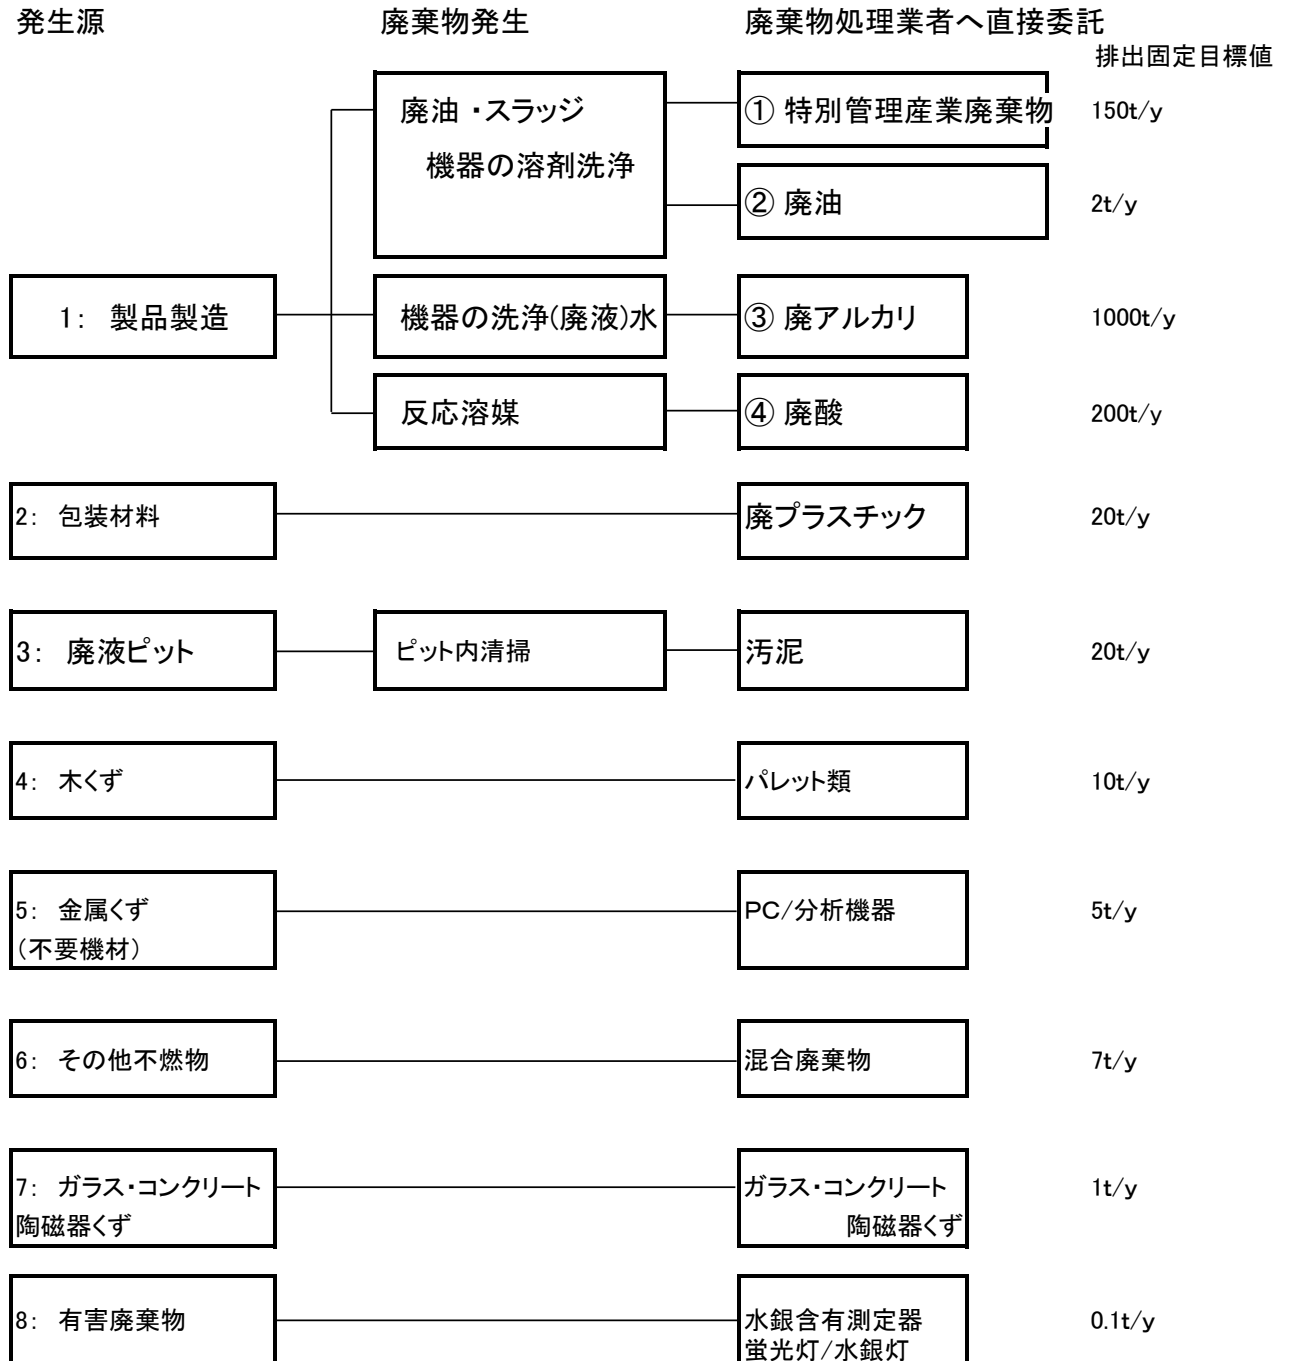 発生源 廃棄物発生 廃棄物処理業者へ直接委託
排出固定目標値
廃油・スラッジ ① 特別管理産業廃棄物 150t/y
機器の溶剤洗浄
② 廃油 2t/y
1： 製品製造 機器の洗浄(廃液)水 ③ 廃アルカリ 1000t/y
反応溶媒 ④ 廃酸 200t/y
2： 包装材料 廃プラスチック 20t/y
3： 廃液ピット ピット内清掃 汚泥 20t/y
4： 木くず パレット類 10t/y
5： 金属くず PC/分析機器 5t/y
（不要機材）
6： その他不燃物 混合廃棄物 7t/y
7： ガラス・コンクリート ガラス・コンクリート 1t/y
陶磁器くず 陶磁器くず
8： 有害廃棄物 水銀含有測定器 0.1t/y
蛍光灯/水銀灯